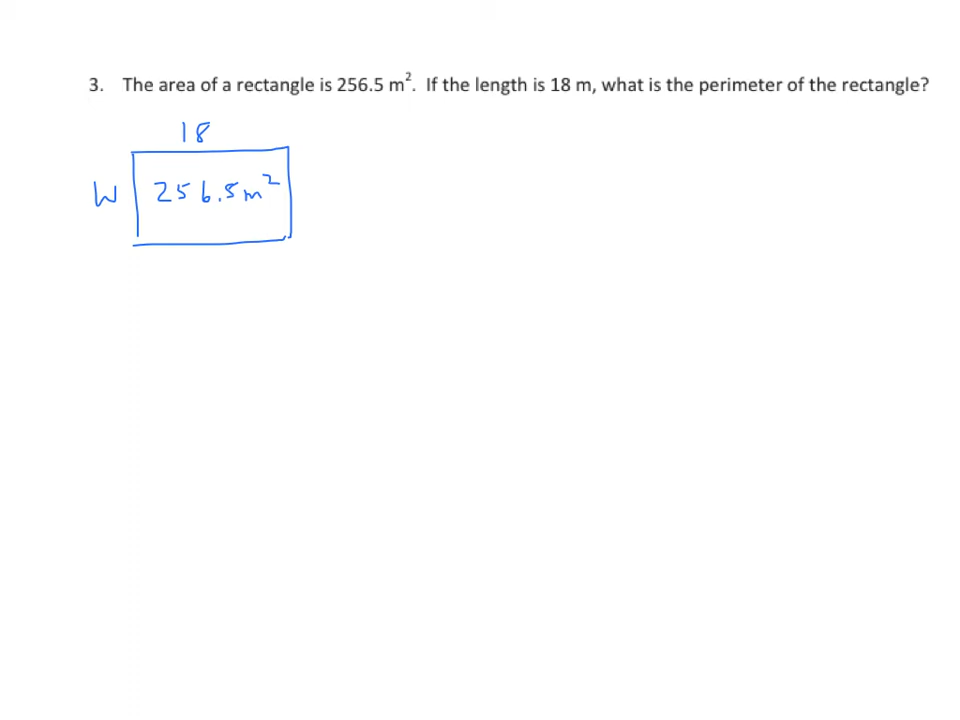 3. The area of a rectangle is 256.5 m². If the length is 18 m, what is the perimeter of the rectangle?
18
W 256.5m²